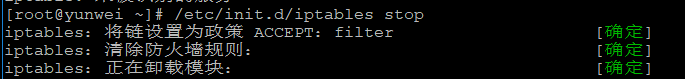 [root@yunwei ~]# /etc/init.d/iptables stop
iptables: 将链设置为政策 ACCEPT: filter [确定]
iptables: 清除防火墙规则: [确定]
iptables: 正在卸载模块: [确定]